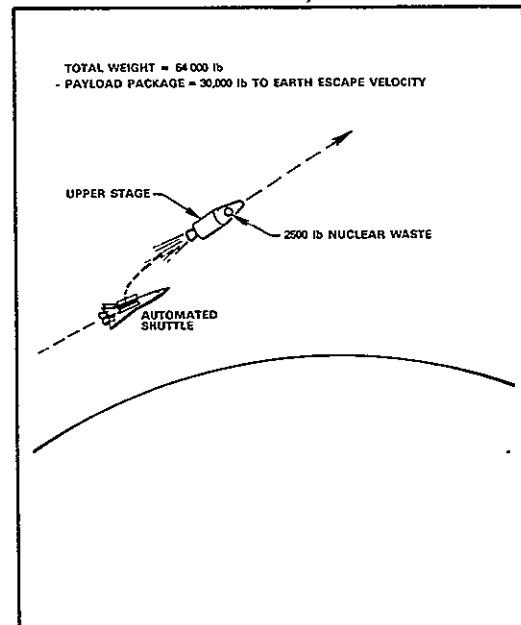 TOTAL WEIGHT = 64 000 lb
- PAYLOAD PACKAGE = 30,000 lb TO EARTH ESCAPE VELOCITY
UPPER STAGE
2500 lb NUCLEAR WASTE
AUTOMATED
SHUTTLE